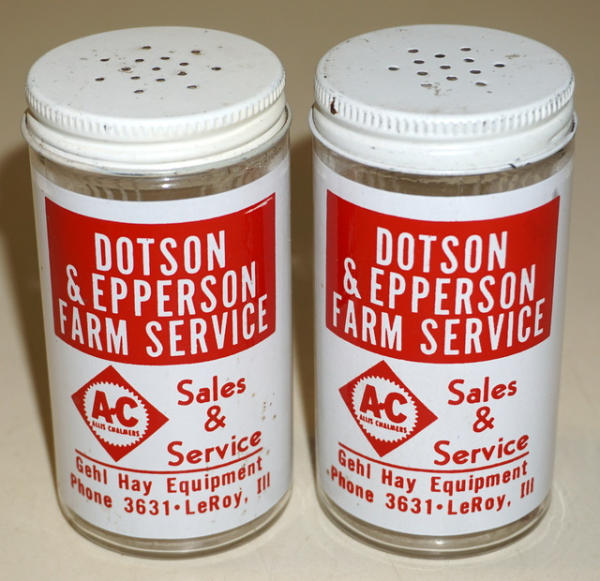 DOTSON
& EPPERSON
FARM SERVICE
A-C
ALLIS CHALMERS
Sales
&
Service
Gehl Hay Equipment
Phone 3631•LeRoy, Ill
DOTSON
& EPPERSON
FARM SERVICE
A-C
ALLIS CHALMERS
Sales
&
Service
Gehl Hay Equipment
Phone 3631•LeRoy, Ill